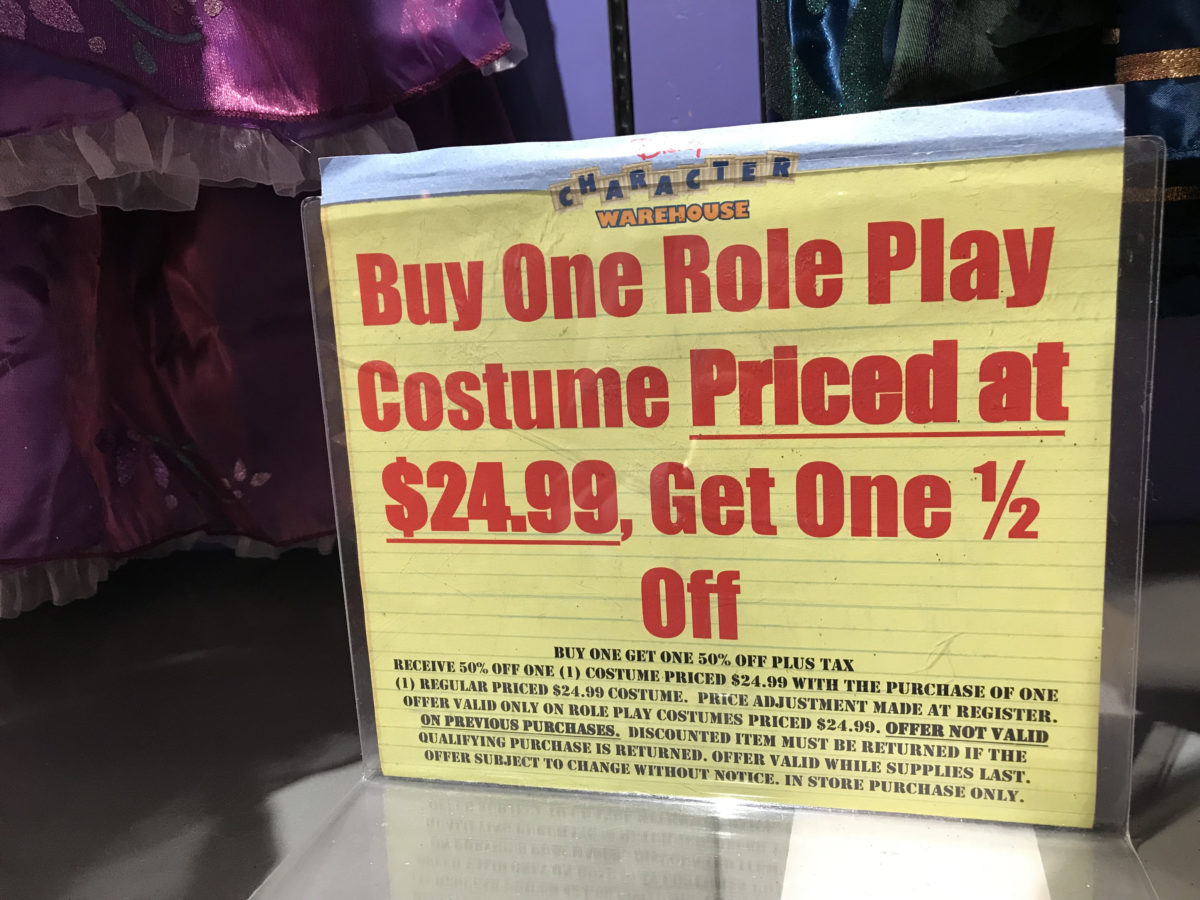 Disney
CHARACTER
WAREHOUSE
Buy One Role Play
Costume Priced at
$24.99, Get One ½
Off
BUY ONE GET ONE 50% OFF PLUS TAX
RECEIVE 50% OFF ONE (1) COSTUME PRICED $24.99 WITH THE PURCHASE OF ONE
(1) REGULAR PRICED $24.99 COSTUME. PRICE ADJUSTMENT MADE AT REGISTER.
OFFER VALID ONLY ON ROLE PLAY COSTUMES PRICED $24.99. OFFER NOT VALID
ON PREVIOUS PURCHASES. DISCOUNTED ITEM MUST BE RETURNED IF THE
QUALIFYING PURCHASE IS RETURNED. OFFER VALID WHILE SUPPLIES LAST.
OFFER SUBJECT TO CHANGE WITHOUT NOTICE. IN STORE PURCHASE ONLY.